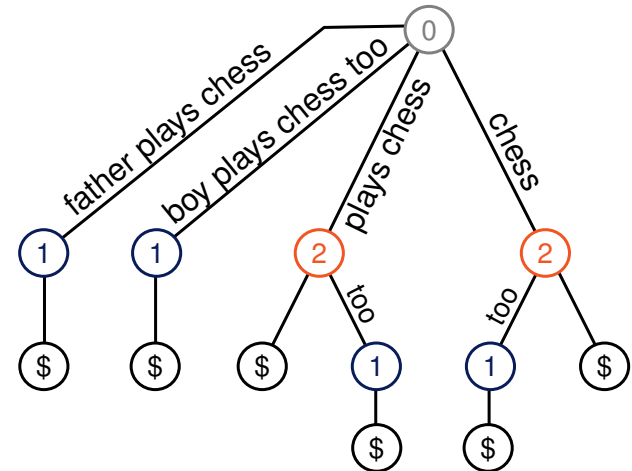 0
father plays chess
boy plays chess too
plays chess
chess
1
1
2
2
too
too
$
$
$
1
1
$
$
$